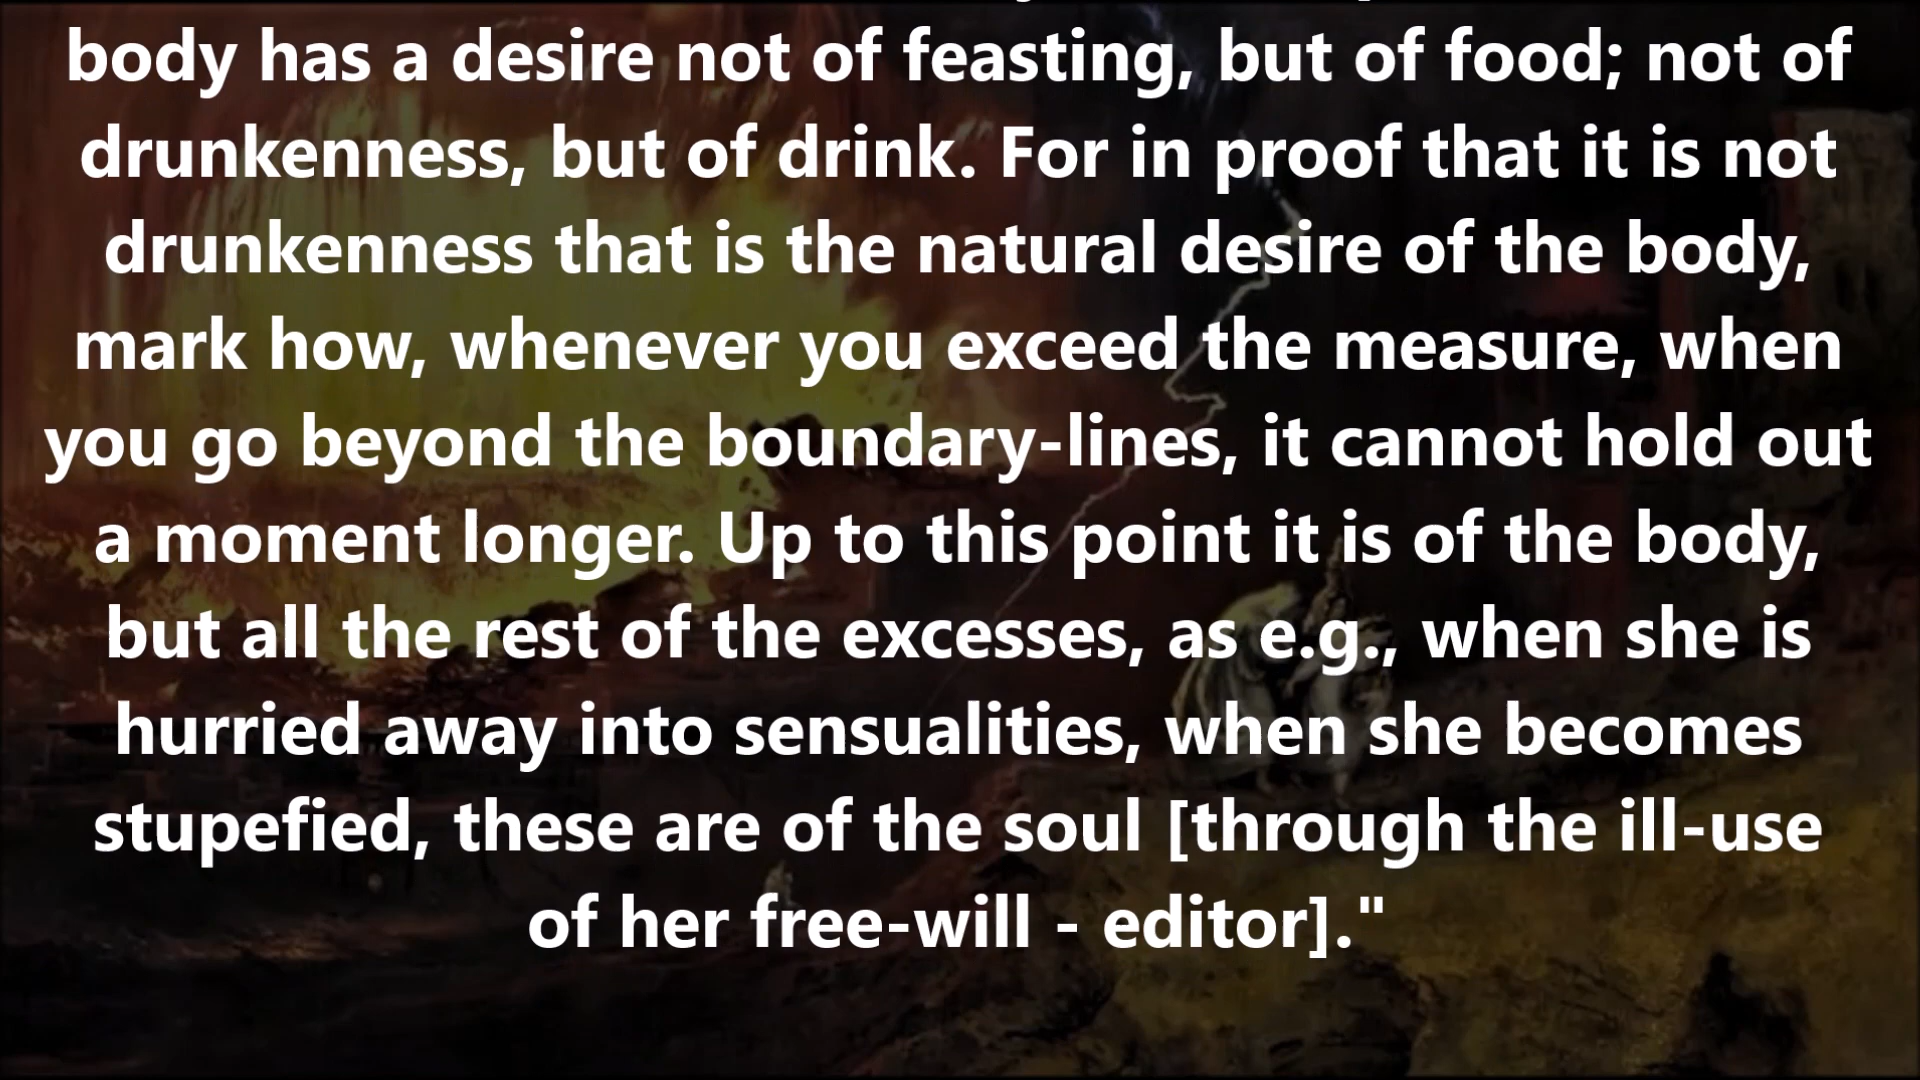 body has a desire not of feasting, but of food; not of
drunkenness, but of drink. For in proof that it is not
drunkenness that is the natural desire of the body,
mark how, whenever you exceed the measure, when
you go beyond the boundary-lines, it cannot hold out
a moment longer. Up to this point it is of the body,
but all the rest of the excesses, as e.g., when she is
hurried away into sensualities, when she becomes
stupefied, these are of the soul [through the ill-use
of her free-will - editor]."